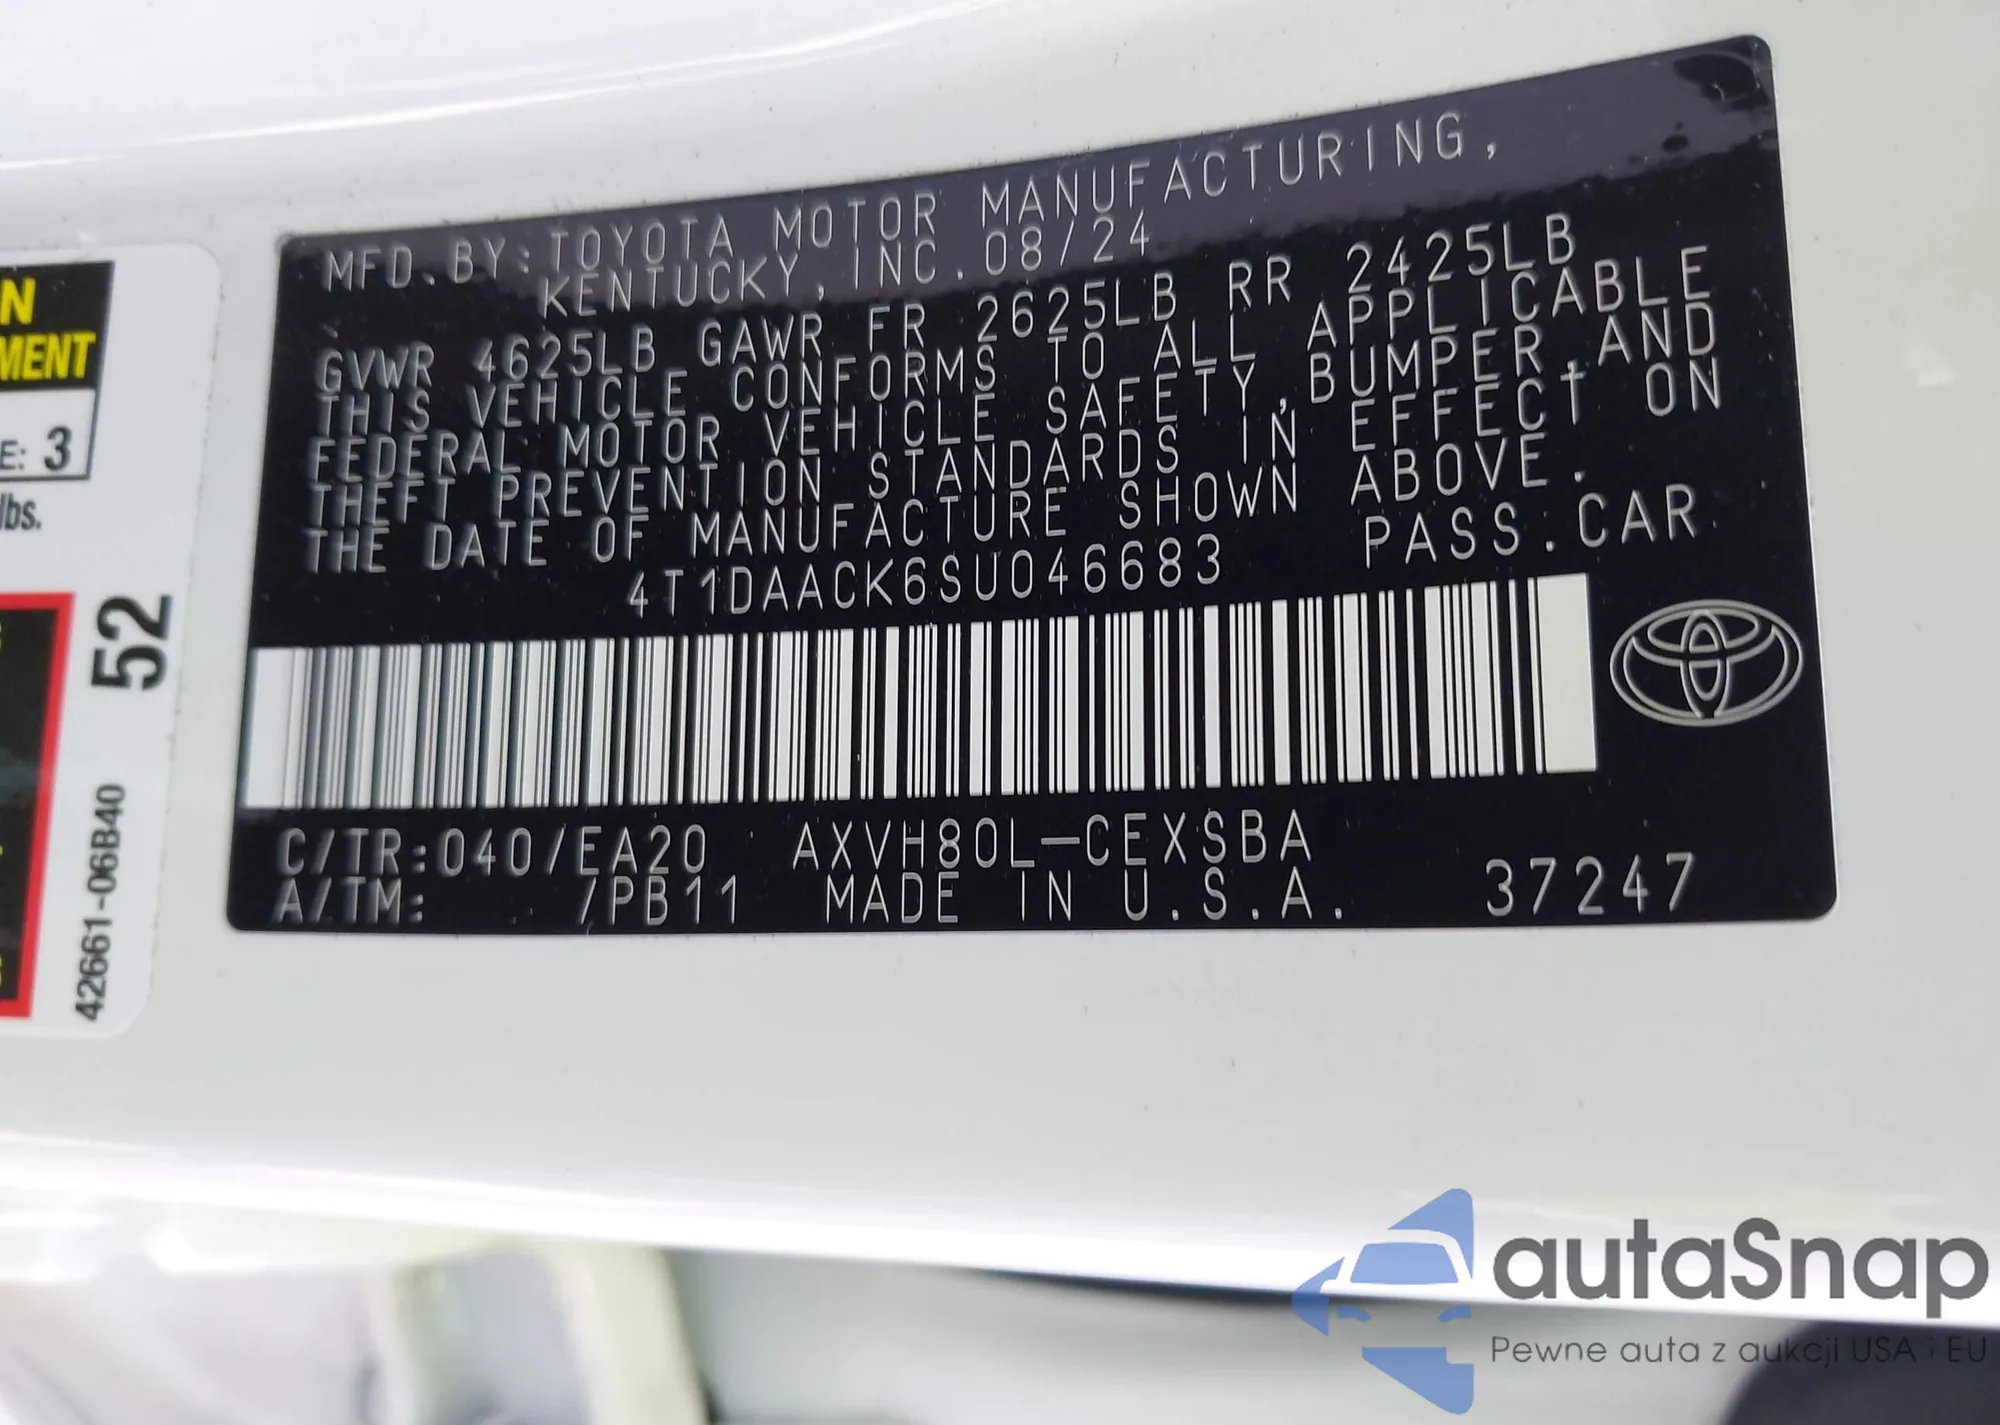 MFD. BY: TOYOTA MOTOR MANUFACTURING,
KENTUCKY, INC. 08/24
GVWR 4625LB GAWR FR 2625LB RR 2425LB
THIS VEHICLE CONFORMS TO ALL APPLICABLE
FEDERAL MOTOR VEHICLE SAFETY, BUMPER, AND
THEFT PREVENTION STANDARDS IN EFFECT ON
THE DATE OF MANUFACTURE SHOWN ABOVE.
4T1DAACK6SU046683 PASS. CAR
C/TR:040/EA20 AXVH80L-CEXSBA
A/TM: /PB11 MADE IN U.S.A. 37247
N
MENT
E: 3
lbs.
52
42661-06B40
autaSnap
Pewne auta z aukcji USA i EU